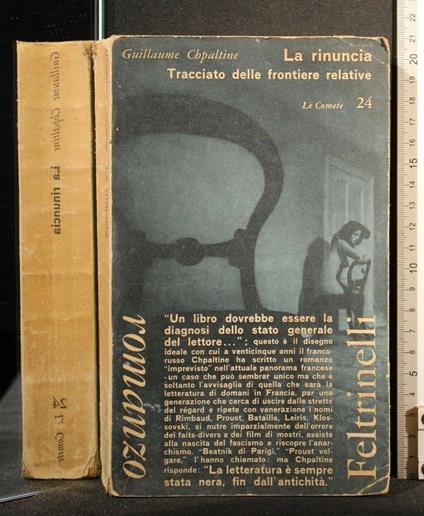 Guillaume Chpaltine
La rinuncia
24 Le Comete
Guillaume Chpaltine
La rinuncia
Tracciato delle frontiere relative
Le Comete 24
romanzo
"Un libro dovrebbe essere la
diagnosi dello stato generale
del lettore..."; questo è il disegno
ideale con cui a venticinque anni il franco-
russo Chpaltine ha scritto un romanzo
"imprevisto" nell'attuale panorama francese
- un caso che può sembrar unico ma che è
soltanto l'avvisaglia di quella che sarà la
letteratura di domani in Francia, per una
generazione che cerca di uscire dalle strette
del régard e ripete con venerazione i nomi
di Rimbaud, Proust, Bataille, Leiris, Klos-
sovski, si nutre imparzialmente dell'orrore
dei faits-divers e dei film di mostri, assiste
alla nascita del fascismo e riscopre l'anar-
chismo. "Beatnik di Parigi," "Proust vol-
gare," l'hanno chiamato; ma Chpaltine
risponde: "La letteratura è sempre
stata nera, fin dall'antichità."
Feltrinelli